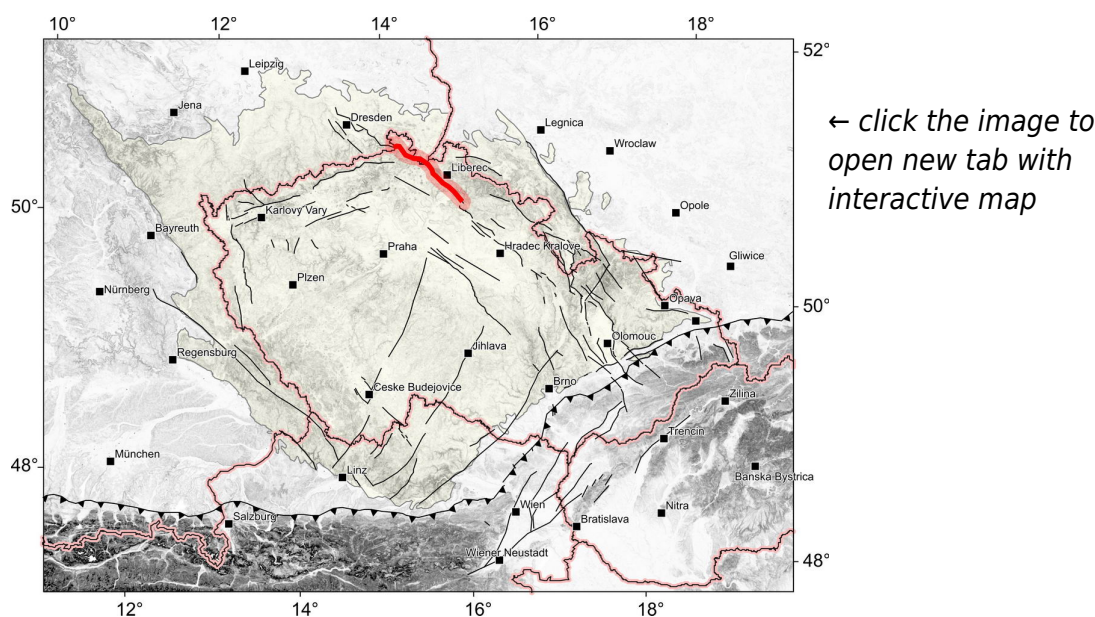 10°
12°
14°
16°
18°
52°
Leipzig
Jena
Dresden
Legnica
Wroclaw
← click the image to
open new tab with
interactive map
Liberec
Opole
50°
Karlovy Vary
Bayreuth
Praha
Hradec Kralove
Gliwice
Plzen
Nürnberg
Opava
50°
Olomouc
Regensburg
Jihlava
Ceske Budejovice
Brno
Zilina
Trencin
48°
München
Linz
Banska Bystrica
Wien
Nitra
Salzburg
Bratislava
Wiener Neustadt
48°
12°
14°
16°
18°